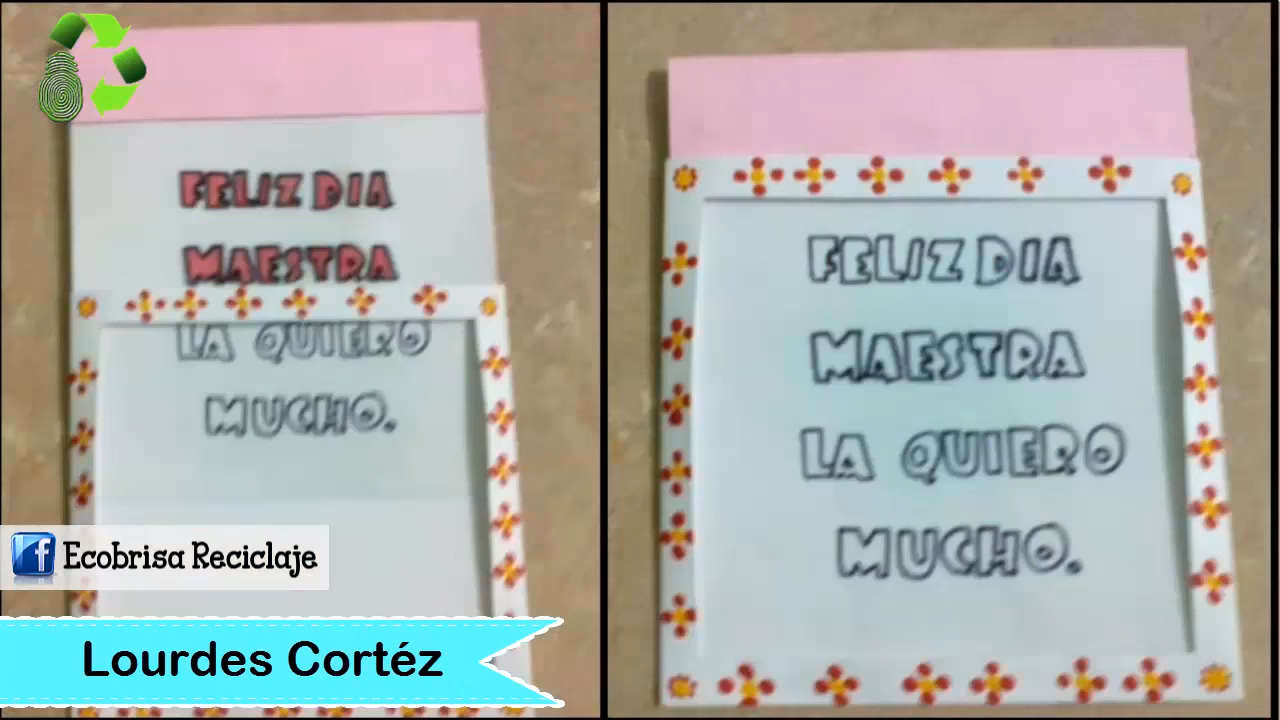 FELIZ DIA
MAESTRA
LA QUIERO
MUCHO.
Ecobrisa Reciclaje
Lourdes Cortéz
FELIZ DIA
MAESTRA
LA QUIERO
MUCHO.